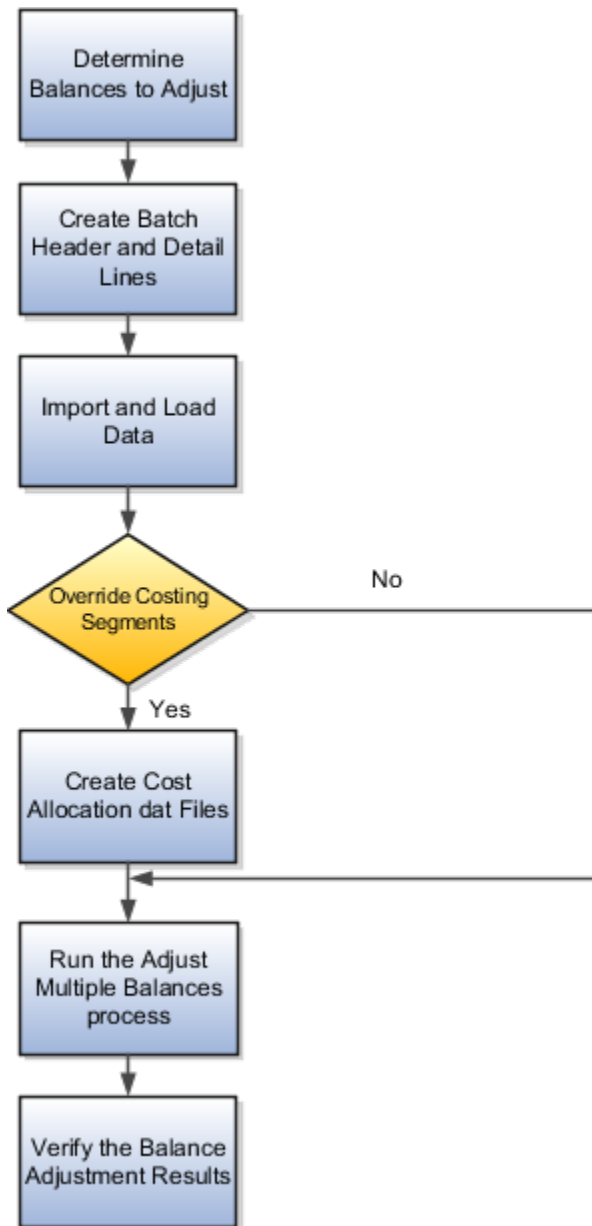 Determine
Balances to Adjust
Create Batch
Header and Detail
Lines
Import and Load
Data
Override Costing
Segments
No
Yes
Create Cost
Allocation dat Files
Run the Adjust
Multiple Balances
process
Verify the Balance
Adjustment Results